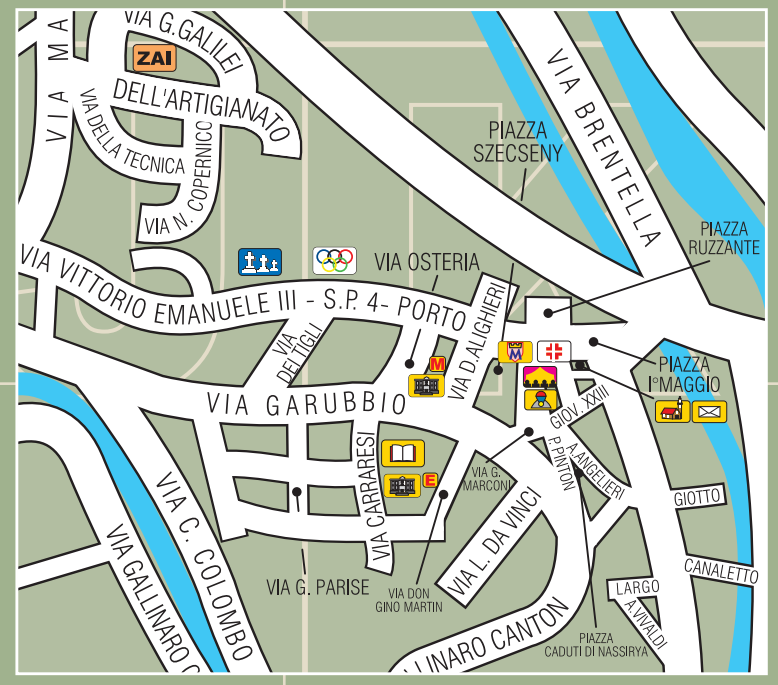 VIA G.GALILEI
ZAI
VIA MA
DELL'ARTIGIANATO
VIA DELLA TECNICA
VIA N. COPERNICO
VIA BRENTELLA
PIAZZA
SZECSENY
PIAZZA
RUZZANTE
VIA OSTERIA
VIA VITTORIO EMANUELE III - S.P. 4- PORTO
VIA D.ALIGHIERI
VIA
DEI TIGLI
M
M
PIAZZA
I°MAGGIO
VIA GARUBBIO
GIOV. XXIII
VIA G.
MARCONI
P.PINTON
A.ANGELIERI
VIA CARRARESI
E
GIOTTO
VIA C. COLOMBO
VIA L. DA VINCI
VIA GALLINARO C
VIA G. PARISE
VIA DON
GINO MARTIN
CANALETTO
LARGO
A.VIVALDI
LLINARO CANTON
PIAZZA
CADUTI DI NASSIRYA